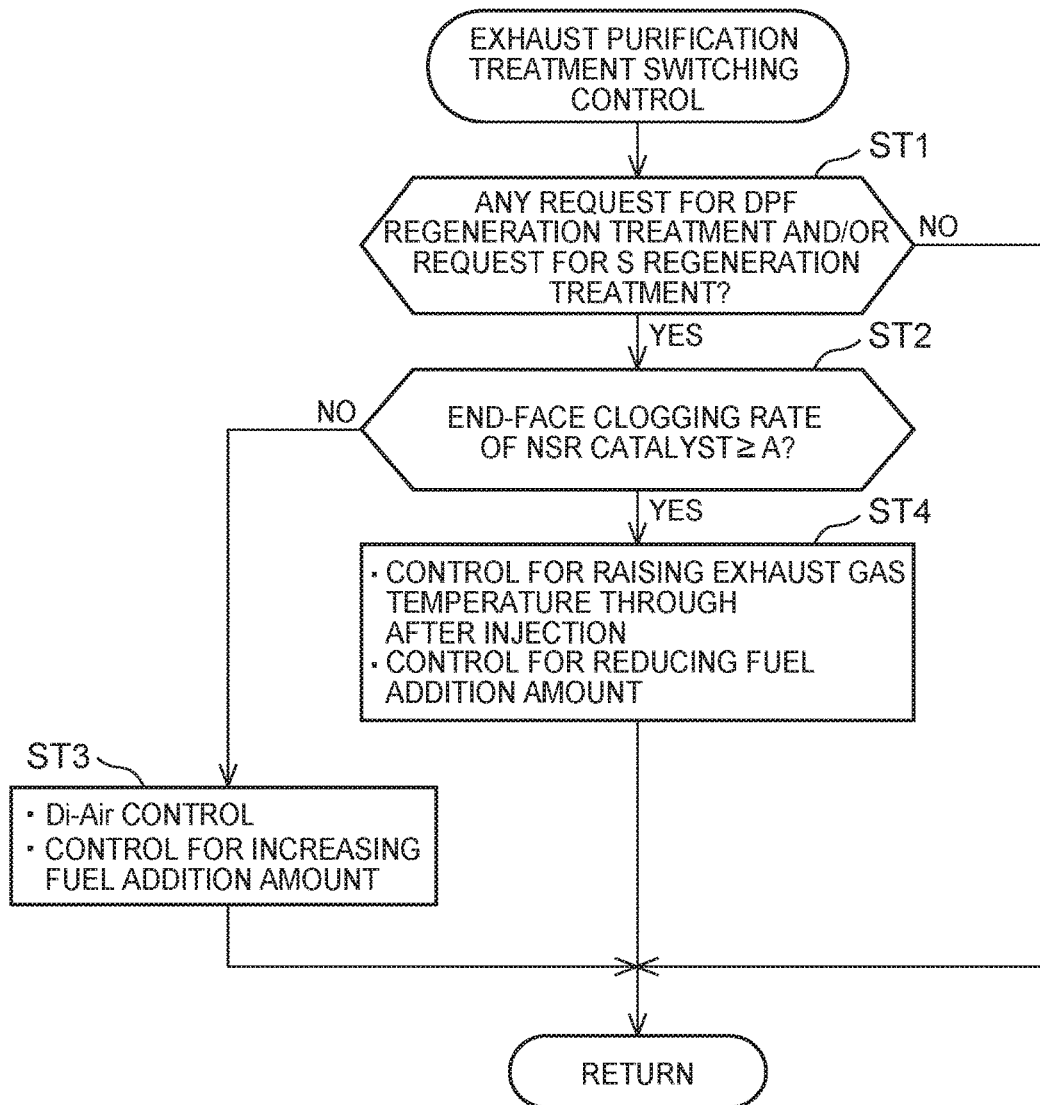 EXHAUST PURIFICATION
TREATMENT SWITCHING
CONTROL
ST1
ANY REQUEST FOR DPF
REGENERATION TREATMENT AND/OR
REQUEST FOR S REGENERATION
TREATMENT?
NO
YES
ST2
NO
END-FACE CLOGGING RATE
OF NSR CATALYST ≥ A?
YES
ST4
・CONTROL FOR RAISING EXHAUST GAS
TEMPERATURE THROUGH
AFTER INJECTION
・CONTROL FOR REDUCING FUEL
ADDITION AMOUNT
ST3
・Di-Air CONTROL
・CONTROL FOR INCREASING
FUEL ADDITION AMOUNT
RETURN